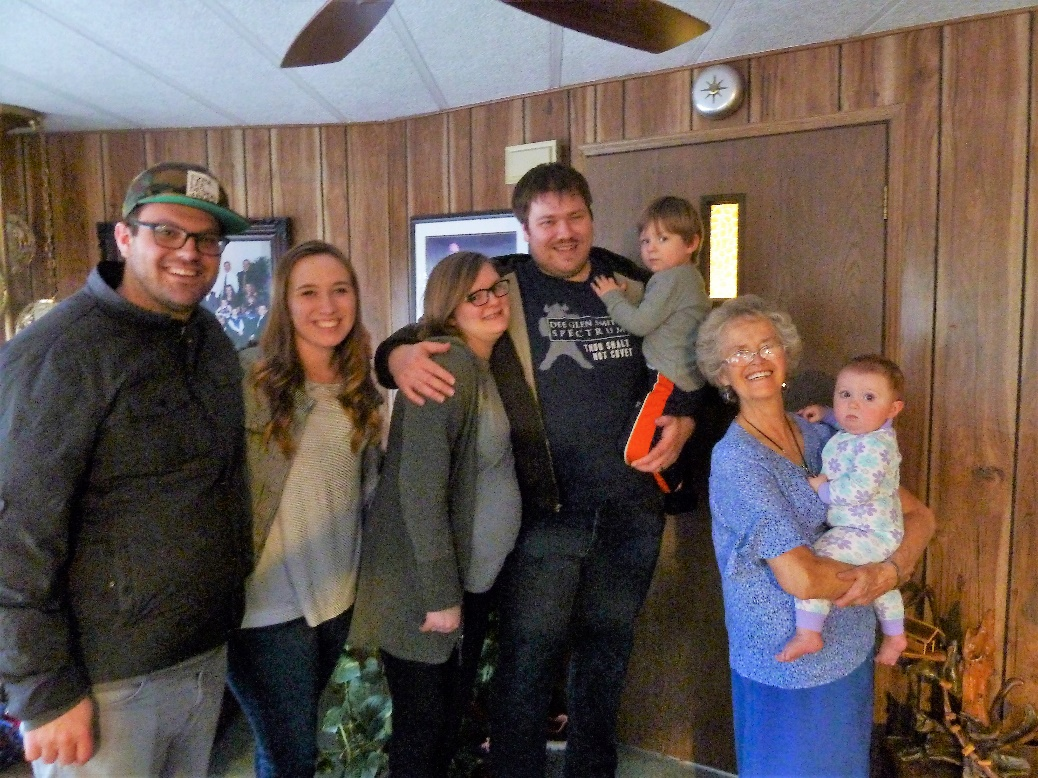 DEE GLEN SMITH
SPECTRUM
THOU SHALT
NOT COVET